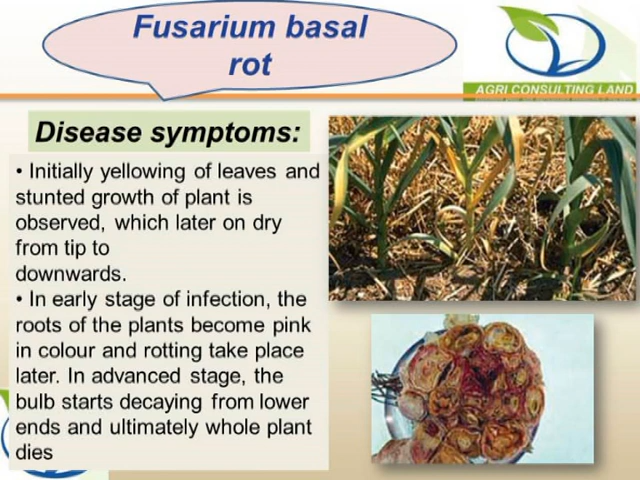 Fusarium basal
rot
AGRI CONSULTING LAND
Disease symptoms:
• Initially yellowing of leaves and
stunted growth of plant is
observed, which later on dry
from tip to
downwards.
• In early stage of infection, the
roots of the plants become pink
in colour and rotting take place
later. In advanced stage, the
bulb starts decaying from lower
ends and ultimately whole plant
dies